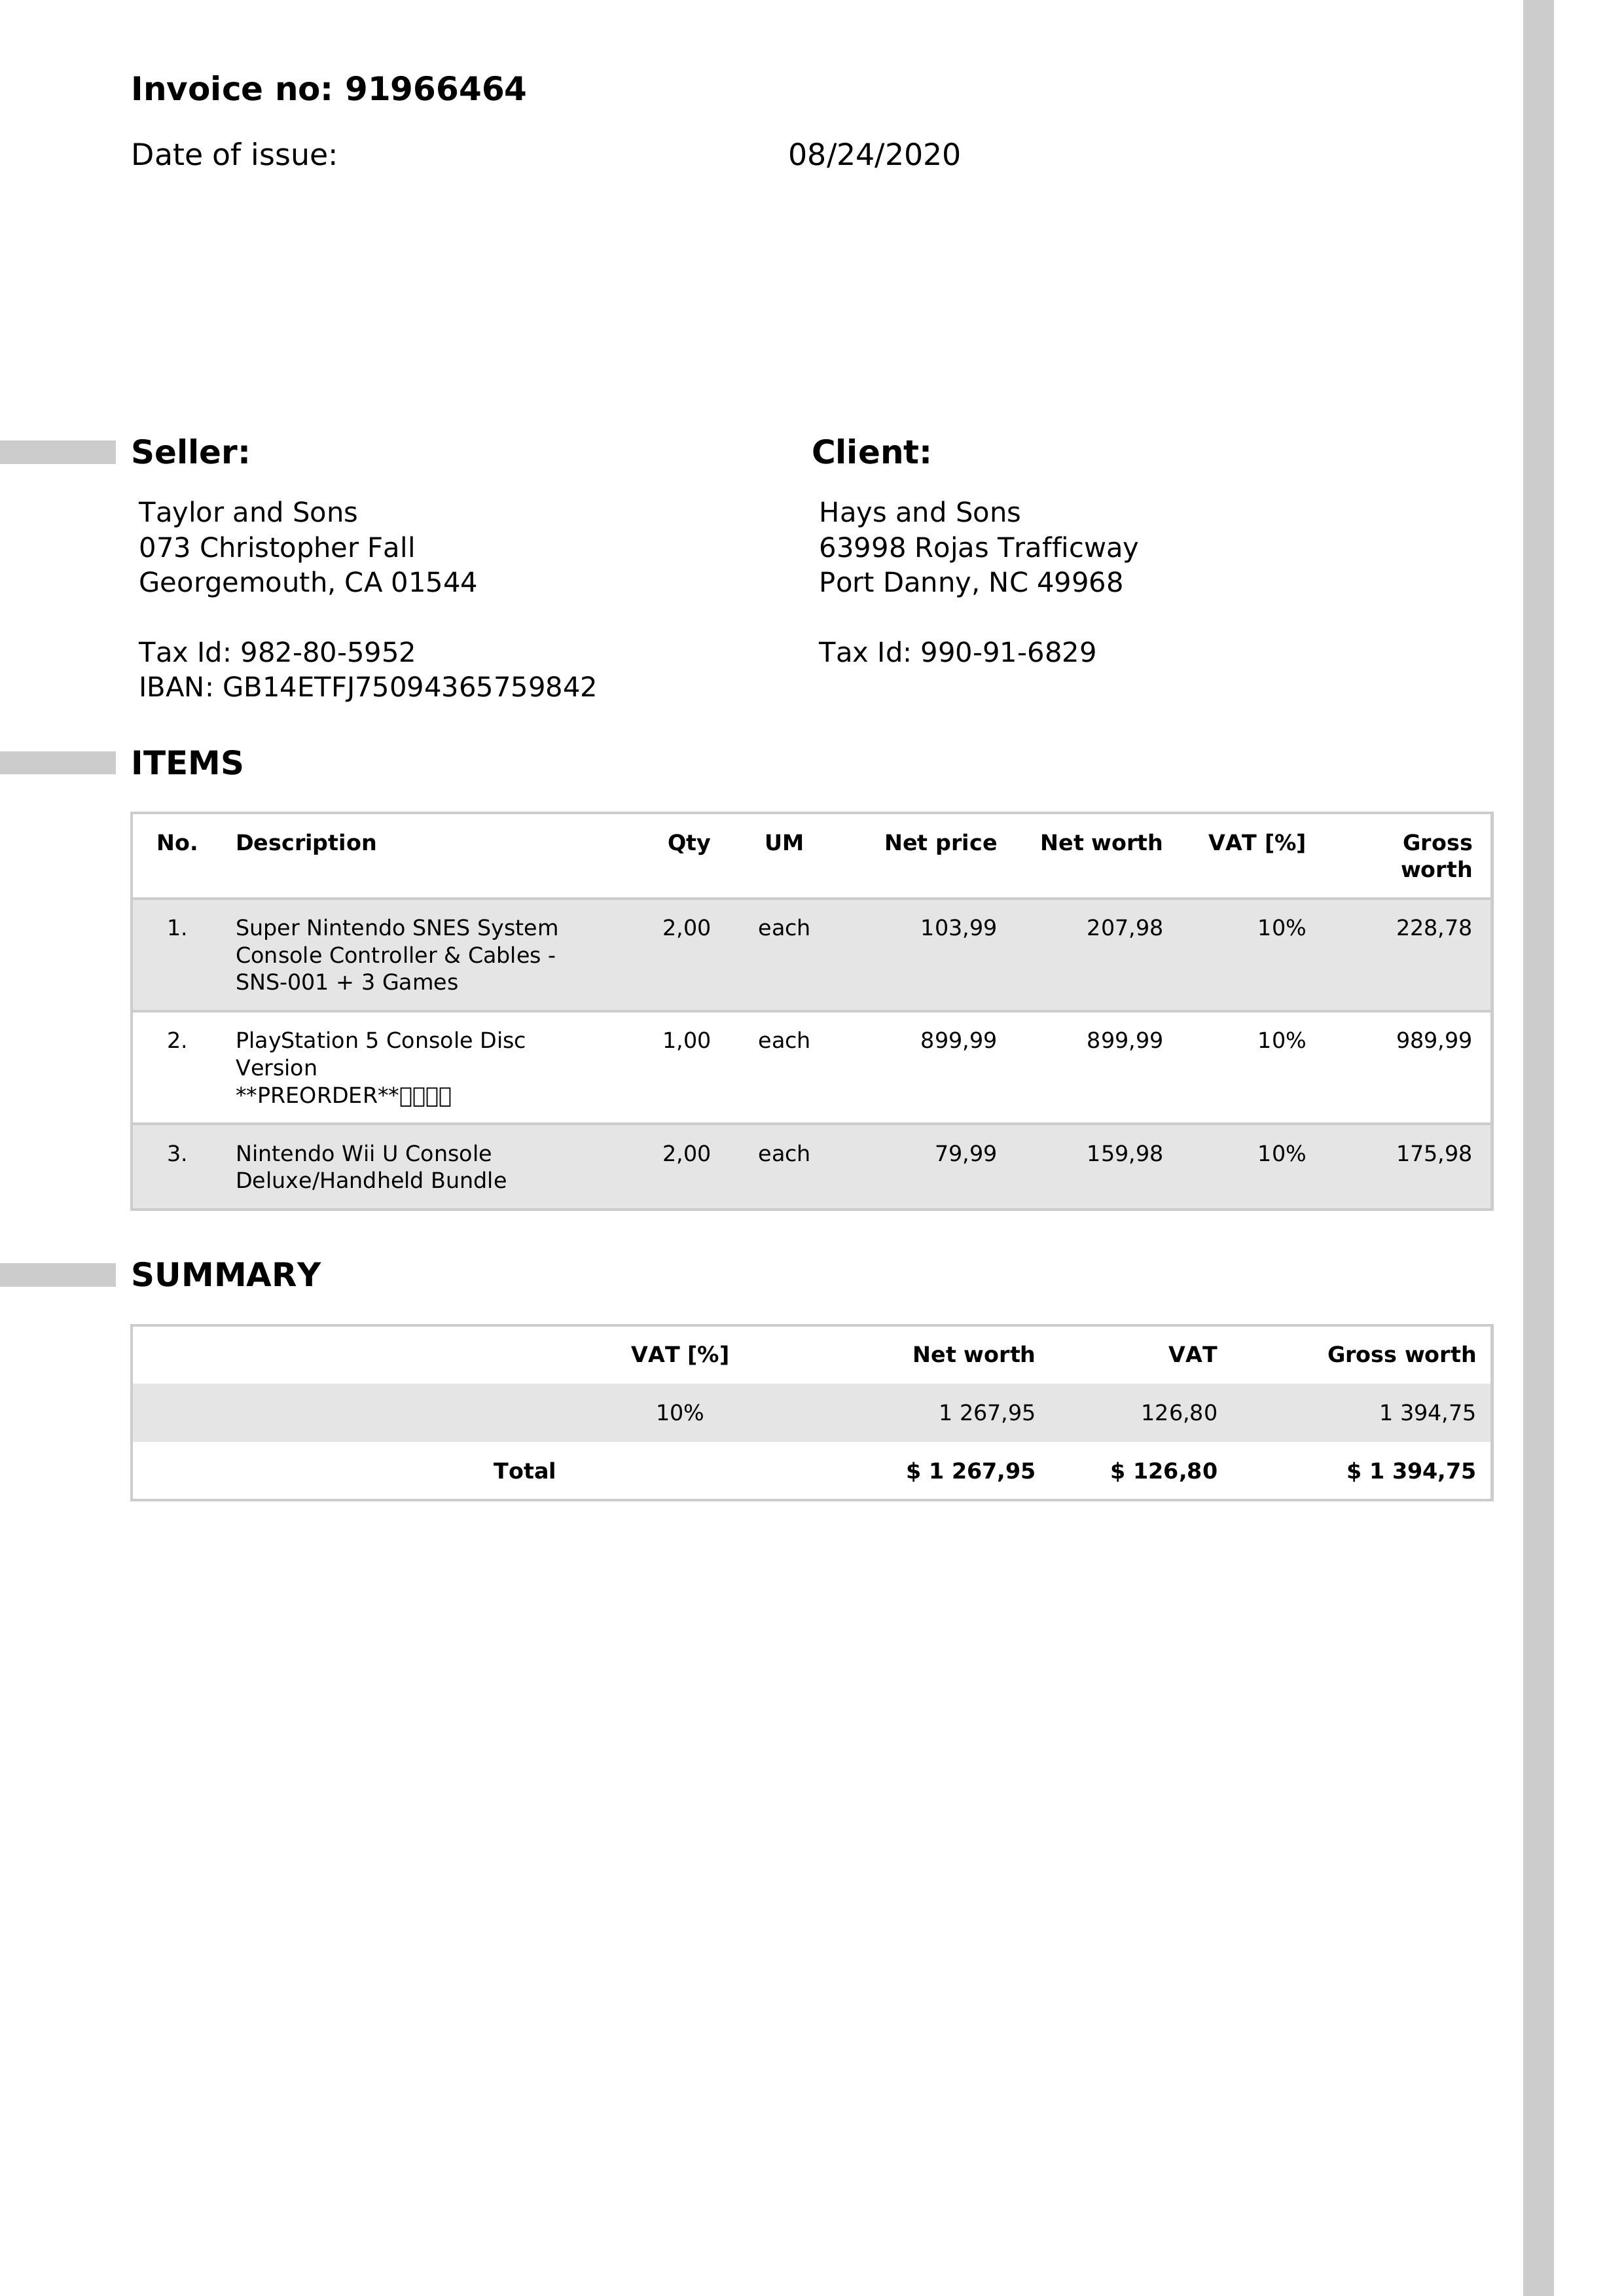 Invoice no: 91966464
Date of issue: 08/24/2020
Seller:
Taylor and Sons
073 Christopher Fall
Georgemouth, CA 01544
Tax Id: 982-80-5952
IBAN: GB14ETFJ75094365759842
Client:
Hays and Sons
63998 Rojas Trafficway
Port Danny, NC 49968
Tax Id: 990-91-6829
ITEMS
No. Description Qty UM Net price Net worth VAT [%] Gross
worth
1. Super Nintendo SNES System 2,00 each 103,99 207,98 10% 228,78
Console Controller & Cables -
SNS-001 + 3 Games
2. PlayStation 5 Console Disc 1,00 each 899,99 899,99 10% 989,99
Version
**PREORDER**
3. Nintendo Wii U Console 2,00 each 79,99 159,98 10% 175,98
Deluxe/Handheld Bundle
SUMMARY
VAT [%] Net worth VAT Gross worth
10% 1 267,95 126,80 1 394,75
Total $ 1 267,95 $ 126,80 $ 1 394,75